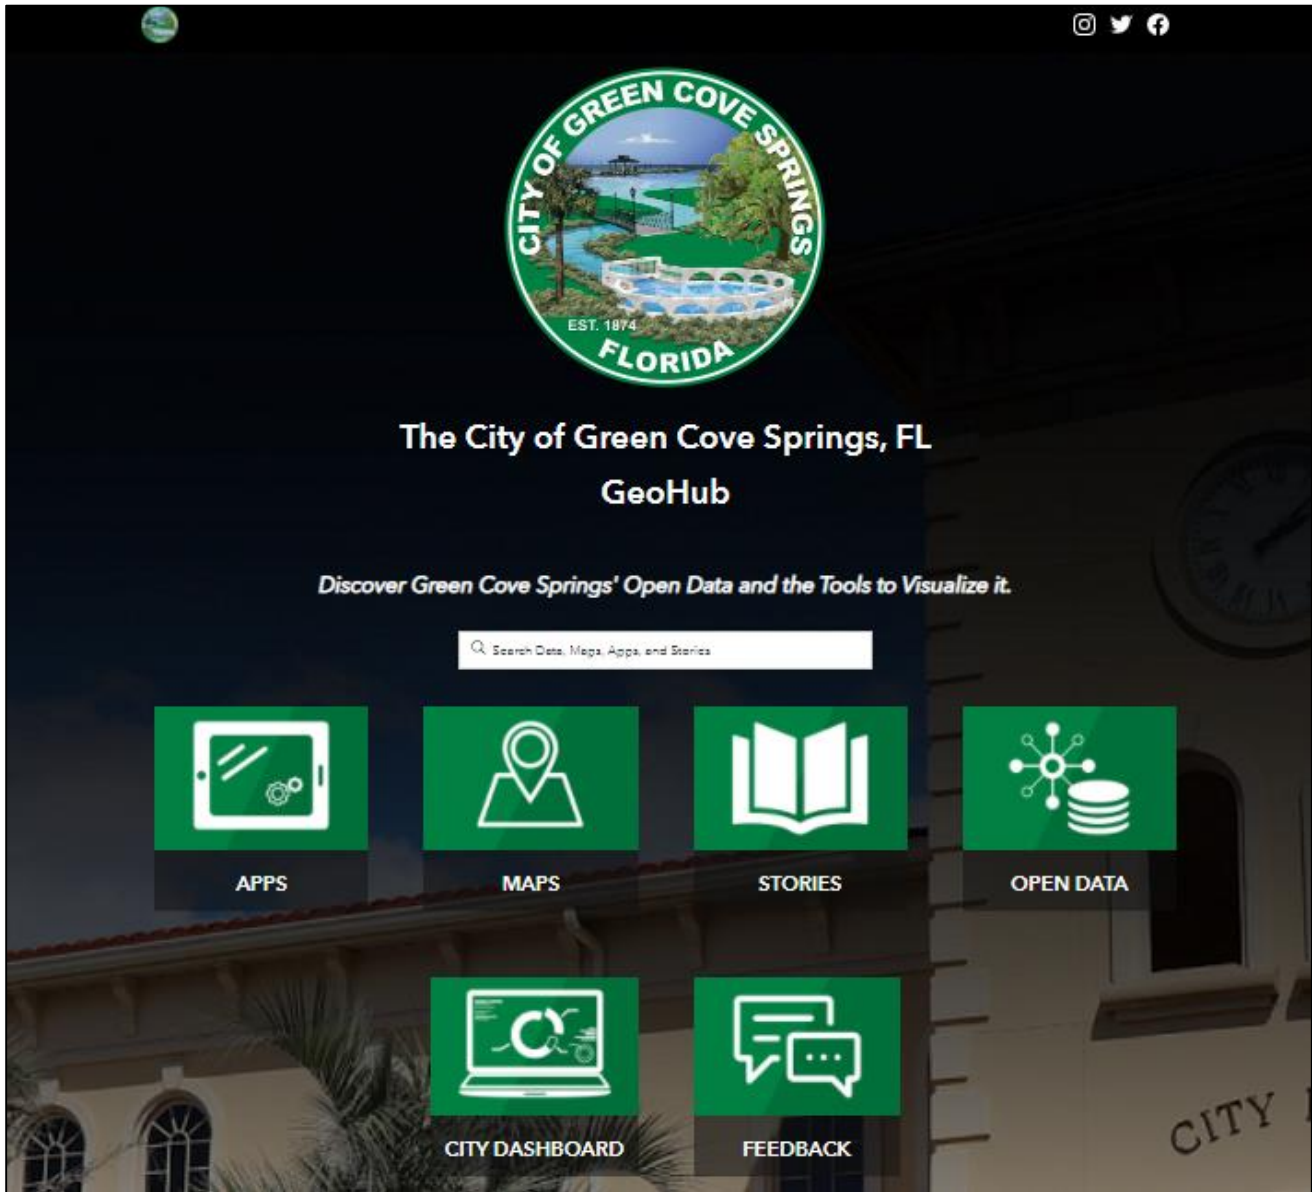 CITY OF GREEN COVE SPRINGS
EST. 1874
FLORIDA
The City of Green Cove Springs, FL
GeoHub
Discover Green Cove Springs' Open Data and the Tools to Visualize it.
Search Data, Maps, Apps, and Stories
APPS
MAPS
STORIES
OPEN DATA
CITY DASHBOARD
FEEDBACK
CITY